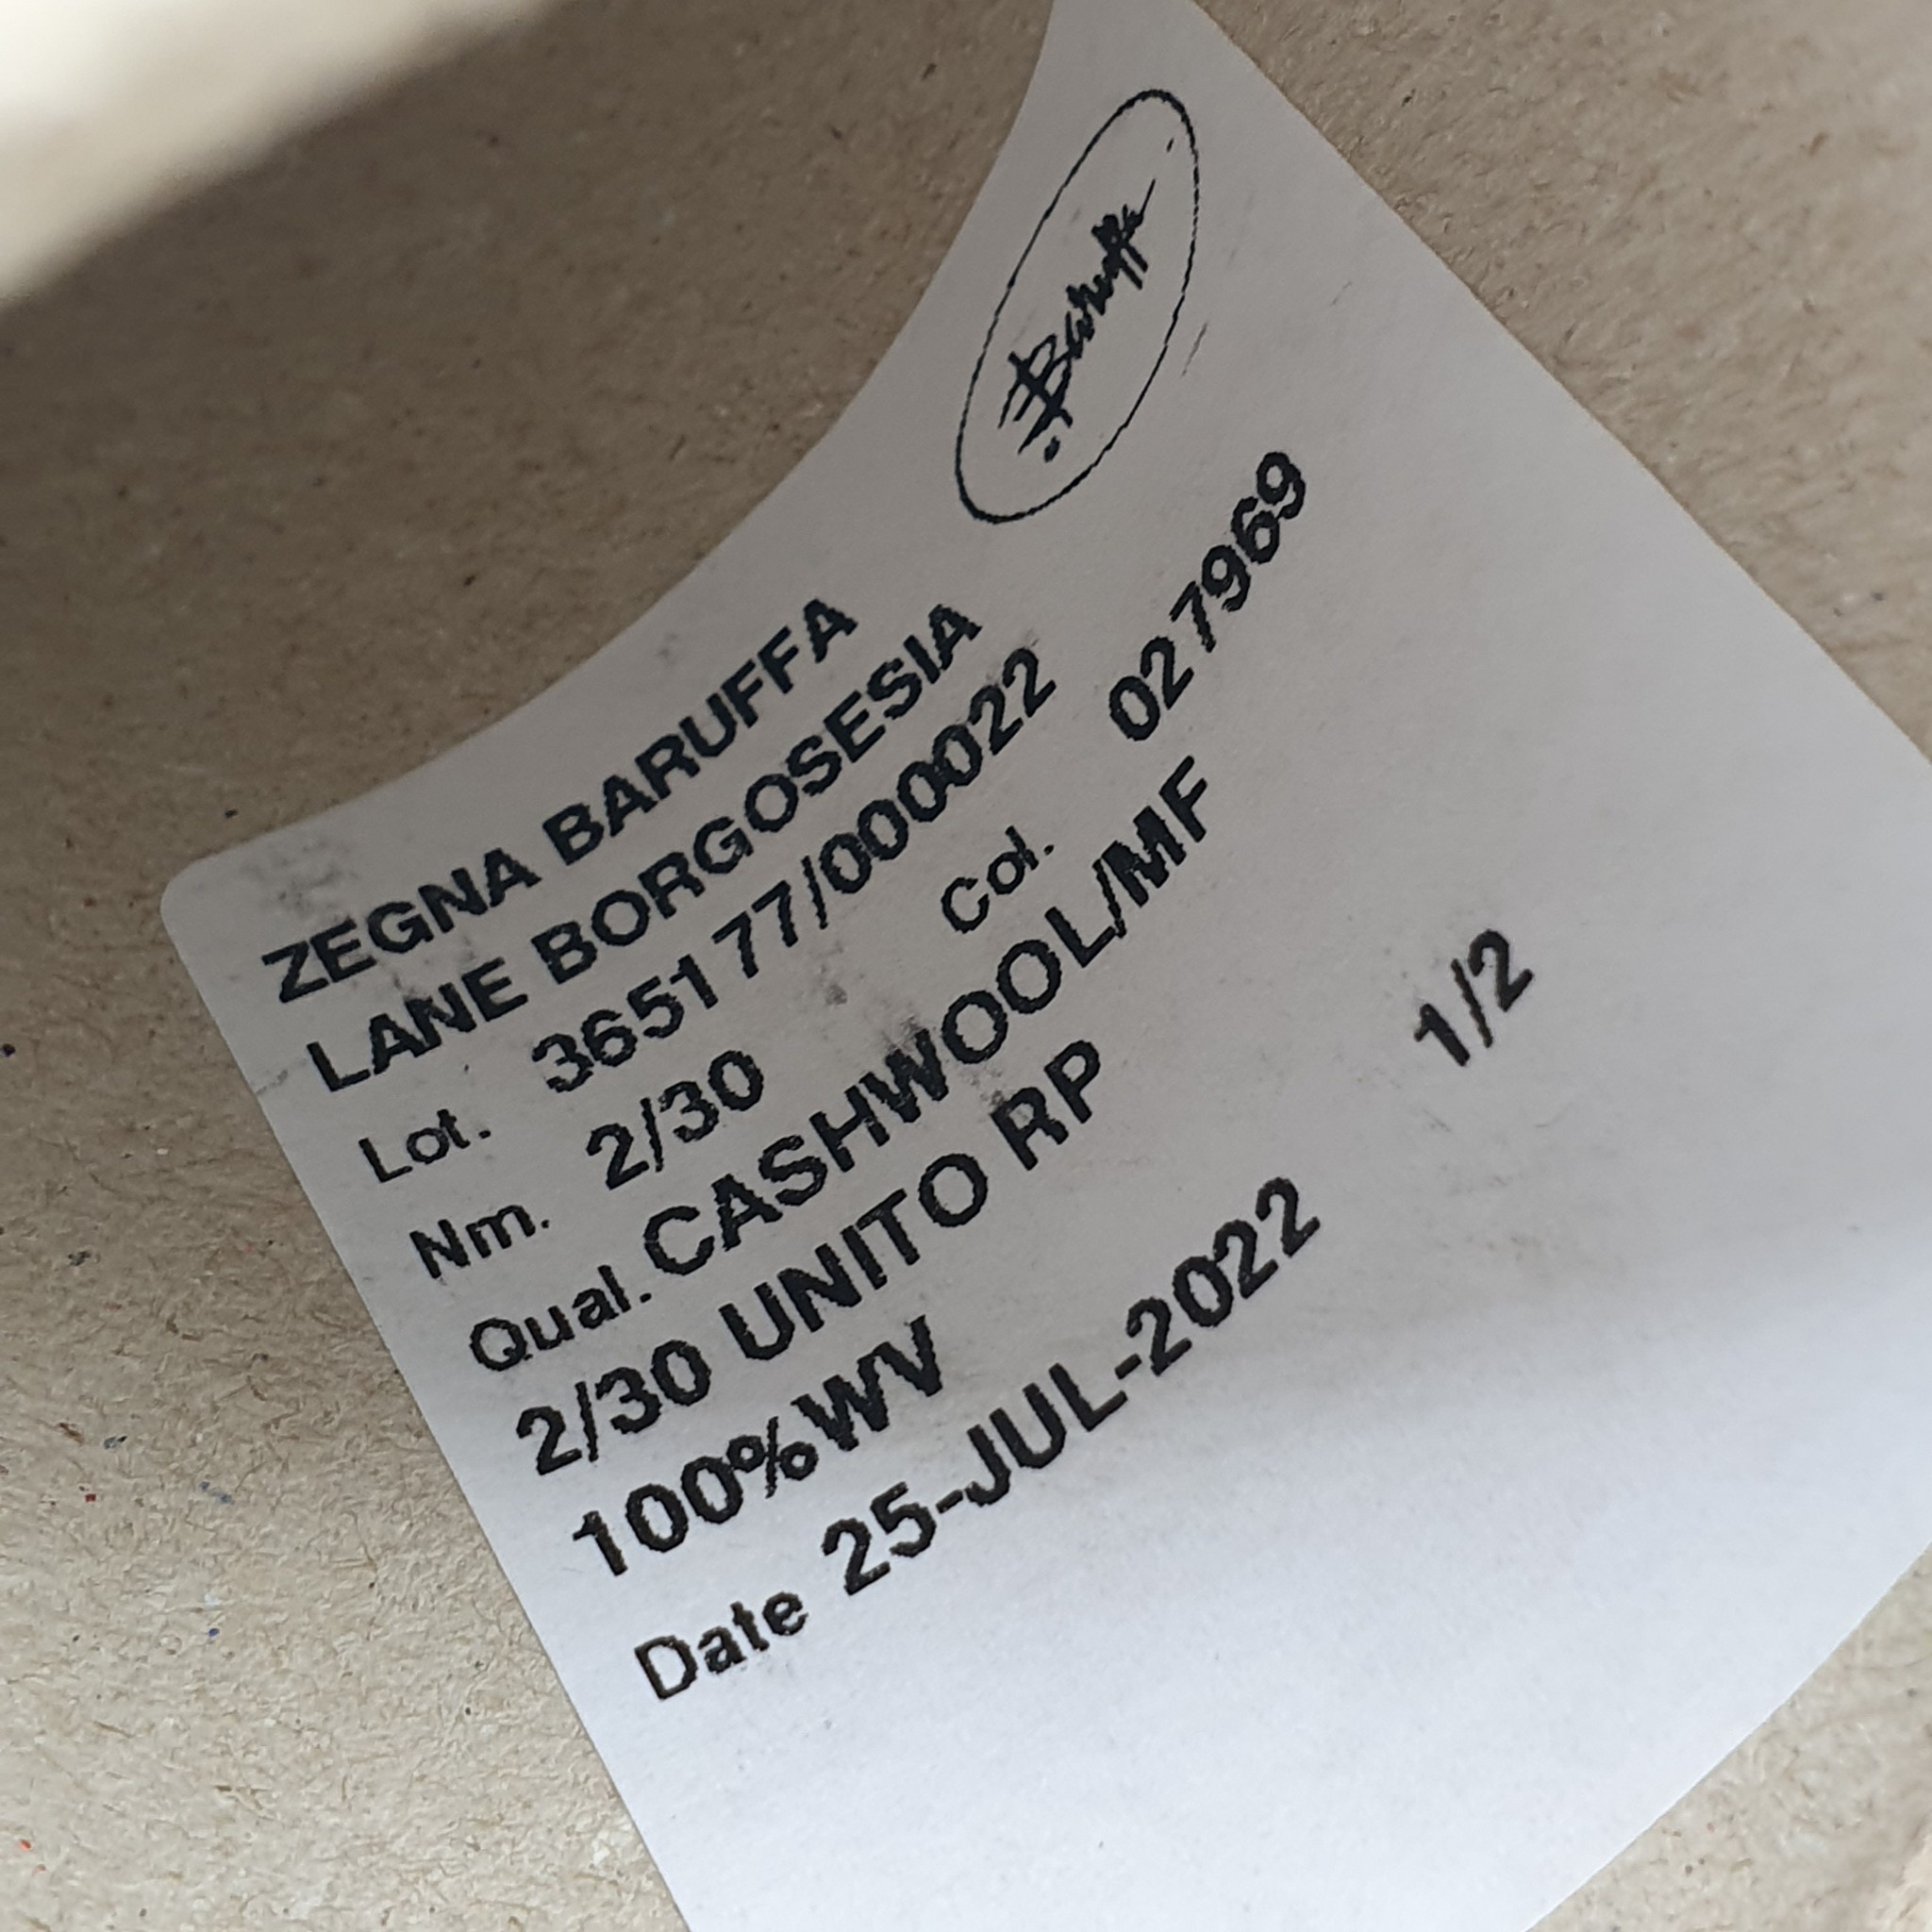 Baruffa
ZEGNA BARUFFA
LANE BORGOSESIA
Lot. 365177/000022
Nm. 2/30 Col. 027969
Qual. CASHWOOL/MF
2/30 UNITO RP
100%WV 1/2
Date 25-JUL-2022